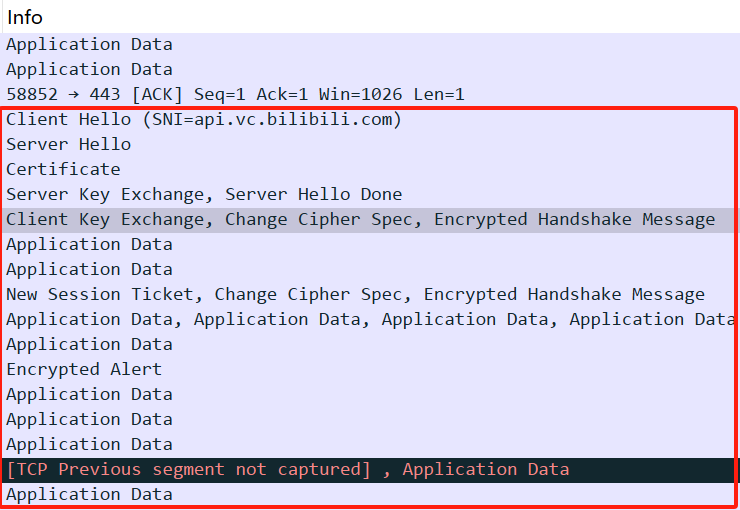 Info
Application Data
Application Data
58852 → 443 [ACK] Seq=1 Ack=1 Win=1026 Len=1
Client Hello (SNI=api.vc.bilibili.com)
Server Hello
Certificate
Server Key Exchange, Server Hello Done
Client Key Exchange, Change Cipher Spec, Encrypted Handshake Message
Application Data
Application Data
New Session Ticket, Change Cipher Spec, Encrypted Handshake Message
Application Data, Application Data, Application Data, Application Data
Application Data
Encrypted Alert
Application Data
Application Data
Application Data
[TCP Previous segment not captured] , Application Data
Application Data